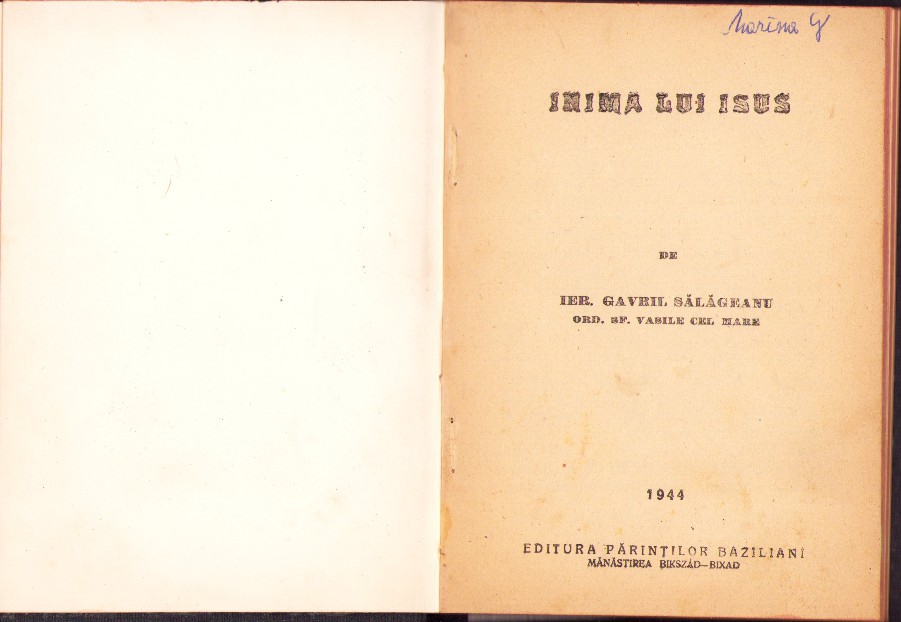 Marina G
INIMA LUI ISUS
DE
IER. GAVRIL SĂLĂGEANU
ORD. SF. VASILE CEL MARE
1944
EDITURA PĂRINȚILOR BAZILIANI
MĂNĂSTIREA BIKSZÁD—BIXAD